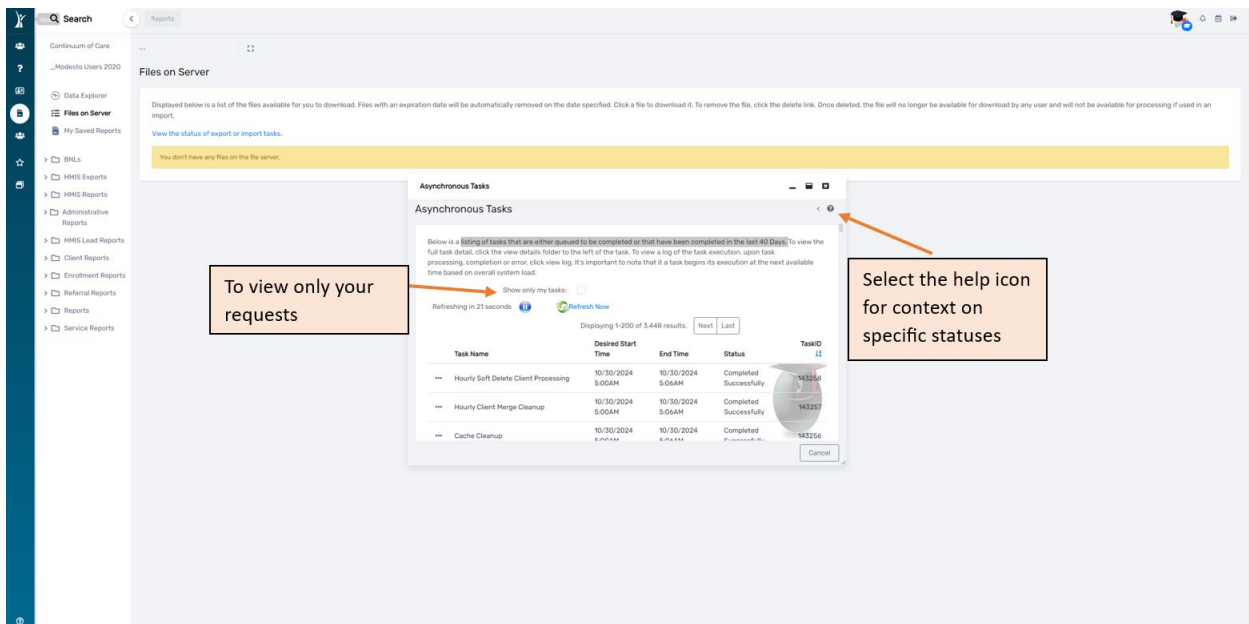 Search
Reports
Continuum of Care
_Modesto Users 2020
Data Explorer
Files on Server
My Saved Reports
BNLs
HMIS Exports
HMIS Reports
Administrative
Reports
HMIS Lead Reports
Client Reports
Enrollment Reports
Referral Reports
Reports
Service Reports
Files on Server
Displayed below is a list of the files available for you to download. Files with an expiration date will be automatically removed on the date specified. Click a file to download it. To remove the file, click the delete link. Once deleted, the file will no longer be available for download by any user and will not be available for processing if used in an
import.
View the status of export or import tasks.
You don't have any files on the file server.
Asynchronous Tasks
Asynchronous Tasks
Below is a listing of tasks that are either queued to be completed or that have been completed in the last 40 Days. To view the
full task detail, click the view details folder to the left of the task. To view a log of the task execution, upon task
processing, completion or error, click view log. It's important to note that it a task begins its execution at the next available
time based on overall system load.
Show only my tasks:
Refreshing in 21 seconds Refresh Now
Displaying 1-200 of 3,448 results. Next Last
Task Name Desired Start Time End Time Status TaskID
Hourly Soft Delete Client Processing 10/30/2024 5:00AM 10/30/2024 5:06AM Completed Successfully 143258
Hourly Client Merge Cleanup 10/30/2024 5:00AM 10/30/2024 5:06AM Completed Successfully 143257
Cache Cleanup 10/30/2024 10/30/2024 Completed 143256
Cancel
To view only your
requests
Select the help icon
for context on
specific statuses